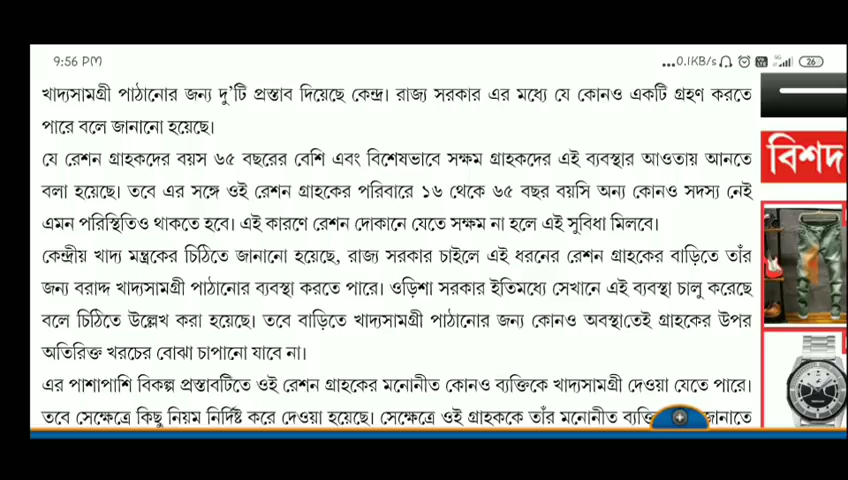 9:56 PM
...0.1KB/s
26
খাদ্যসামগ্রী পাঠানোর জন্য দু'টি প্রস্তাব দিয়েছে কেন্দ্র। রাজ্য সরকার এর মধ্যে যে কোনও একটি গ্রহণ করতে
পারে বলে জানানো হয়েছে।
যে রেশন গ্রাহকদের বয়স ৬৫ বছরের বেশি এবং বিশেষভাবে সক্ষম গ্রাহকদের এই ব্যবস্থার আওতায় আনতে
বলা হয়েছে। তবে এর সঙ্গে ওই রেশন গ্রাহকের পরিবারে ১৬ থেকে ৬৫ বছর বয়সি অন্য কোনও সদস্য নেই
এমন পরিস্থিতিও থাকতে হবে। এই কারণে রেশন দোকানে যেতে সক্ষম না হলে এই সুবিধা মিলবে।
কেন্দ্রীয় খাদ্য মন্ত্রকের চিঠিতে জানানো হয়েছে, রাজ্য সরকার চাইলে এই ধরনের রেশন গ্রাহকের বাড়িতে তাঁর
জন্য বরাদ্দ খাদ্যসামগ্রী পাঠানোর ব্যবস্থা করতে পারে। ওড়িশা সরকার ইতিমধ্যে সেখানে এই ব্যবস্থা চালু করেছে
বলে চিঠিতে উল্লেখ করা হয়েছে। তবে বাড়িতে খাদ্যসামগ্রী পাঠানোর জন্য কোনও অবস্থাতেই গ্রাহকের উপর
অতিরিক্ত খরচের বোঝা চাপানো যাবে না।
এর পাশাপাশি বিকল্প প্রস্তাবটিতে ওই রেশন গ্রাহকের মনোনীত কোনও ব্যক্তিকে খাদ্যসামগ্রী দেওয়া যেতে পারে।
তবে সেক্ষেত্রে কিছু নিয়ম নির্দিষ্ট করে দেওয়া হয়েছে। সেক্ষেত্রে ওই গ্রাহককে তাঁর মনোনীত জানাতে
বিশদ